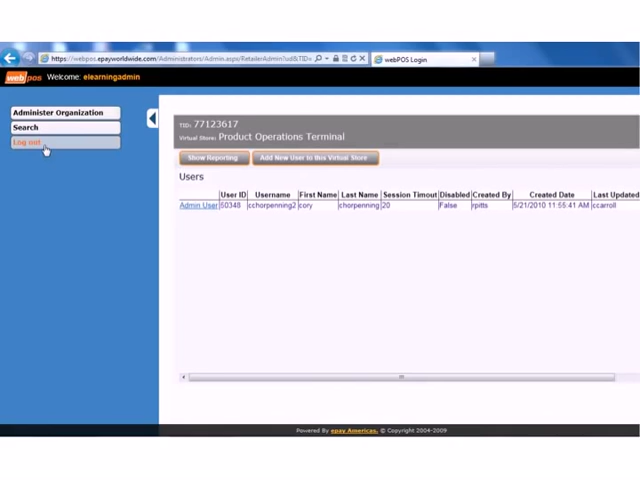 https://webpos.epayworldwide.com/Administrators/Admin.aspx/RetailerAdmin?ud&TID=
webPOS Login
webpos Welcome: elearningadmin
Administer Organization
Search
Log out
TID: 77123617
Virtual Store: Product Operations Terminal
Show Reporting
Add New User to this Virtual Store
Users
User ID Username First Name Last Name Session Timout Disabled Created By Created Date Last Updated
Admin User 50348 cchorpenning2 cory chorpenning 20 False rpitts 5/21/2010 11:55:41 AM ccarroll
Powered By epay Americas, © Copyright 2004-2009